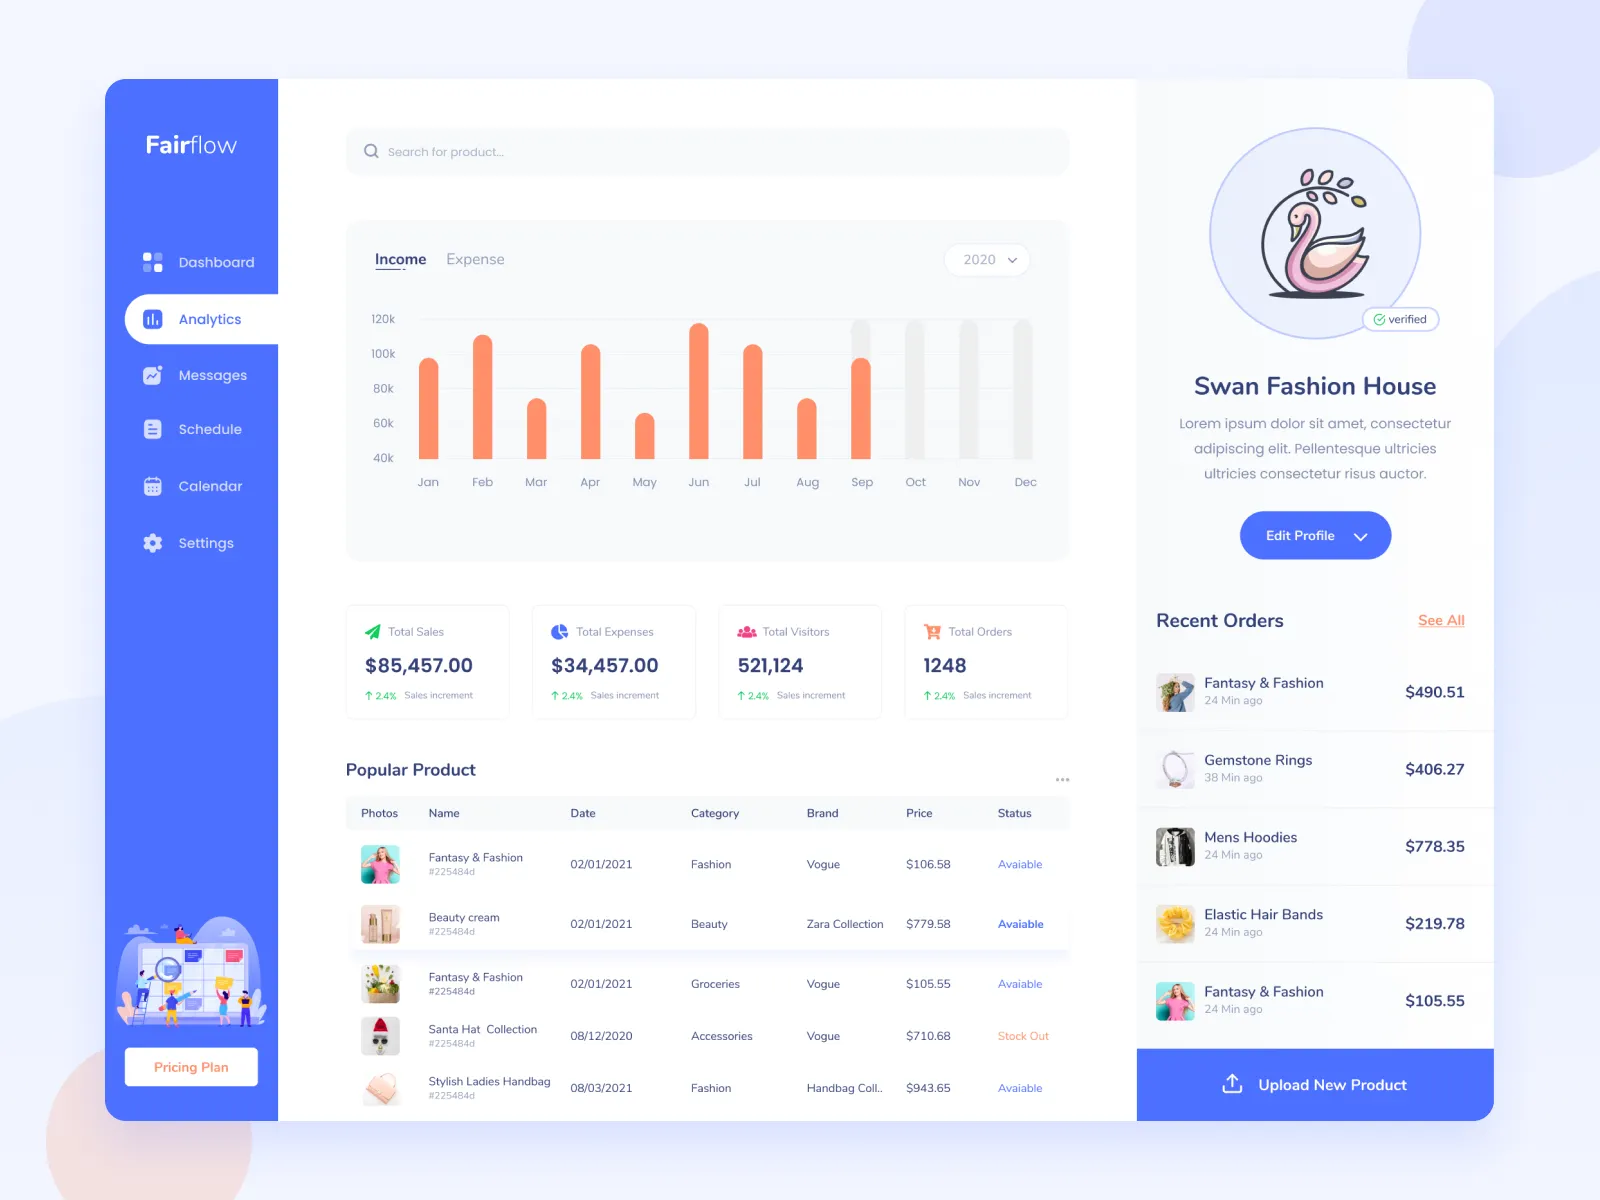 Fairflow
Dashboard
Analytics
Messages
Schedule
Calendar
Settings
Pricing Plan
Search for product...
Income Expense
2020
120k
100k
80k
60k
40k
Jan Feb Mar Apr May Jun Jul Aug Sep Oct Nov Dec
Total Sales
$85,457.00
2.4% Sales increment
Total Expenses
$34,457.00
2.4% Sales increment
Total Visitors
521,124
2.4% Sales increment
Total Orders
1248
2.4% Sales increment
Popular Product
Photos Name Date Category Brand Price Status
Fantasy & Fashion
#225484d
02/01/2021 Fashion Vogue $106.58 Avaiable
Beauty cream
#225484d
02/01/2021 Beauty Zara Collection $779.58 Avaiable
Fantasy & Fashion
#225484d
02/01/2021 Groceries Vogue $105.55 Avaiable
Santa Hat Collection
#225484d
08/12/2020 Accessories Vogue $710.68 Stock Out
Stylish Ladies Handbag
#225484d
08/03/2021 Fashion Handbag Coll.. $943.65 Avaiable
verified
Swan Fashion House
Lorem ipsum dolor sit amet, consectetur
adipiscing elit. Pellentesque ultricies
ultricies consectetur risus auctor.
Edit Profile
Recent Orders See All
Fantasy & Fashion
24 Min ago
$490.51
Gemstone Rings
38 Min ago
$406.27
Mens Hoodies
24 Min ago
$778.35
Elastic Hair Bands
24 Min ago
$219.78
Fantasy & Fashion
24 Min ago
$105.55
Upload New Product